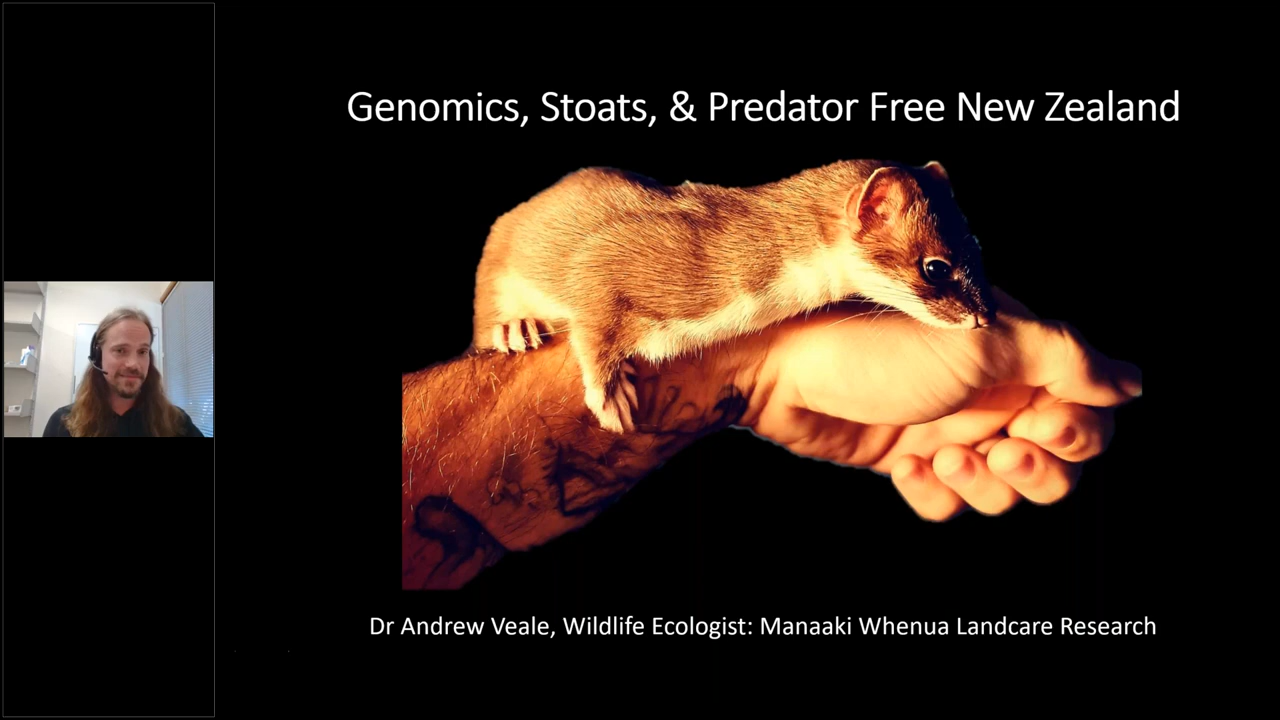 Genomics, Stoats, & Predator Free New Zealand
Dr Andrew Veale, Wildlife Ecologist: Manaaki Whenua Landcare Research